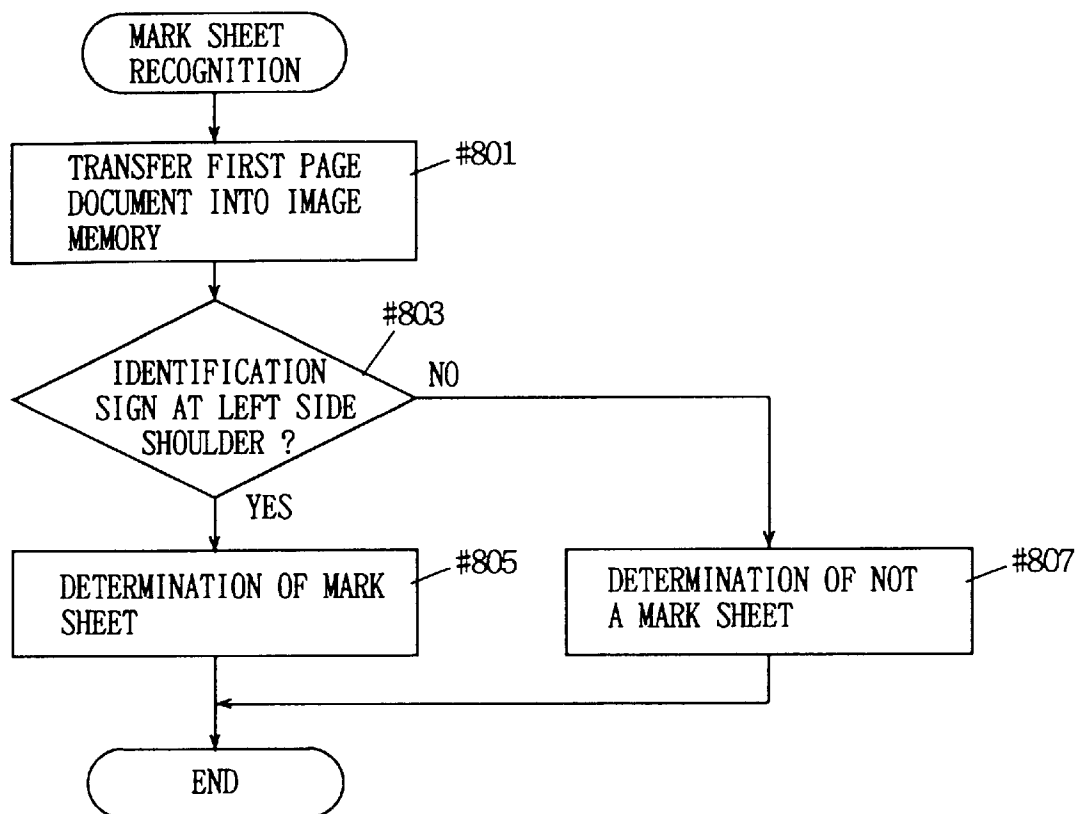 MARK SHEET
RECOGNITION
TRANSFER FIRST PAGE
DOCUMENT INTO IMAGE
MEMORY
#801
#803
IDENTIFICATION
SIGN AT LEFT SIDE
SHOULDER ?
NO
YES
DETERMINATION OF MARK
SHEET
#805
DETERMINATION OF NOT
A MARK SHEET
#807
END